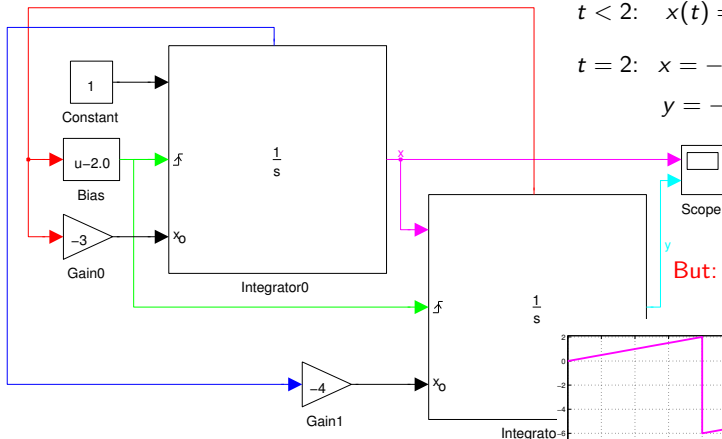 t < 2: x(t) =
t = 2: x = −
y = −
1
Constant
u−2.0
Bias
−3
Gain0
1
s
x₀
Integrator0
x
Scope
y
But:
1
s
x₀
−4
Gain1
Integrato
2
0
−2
−4
−6